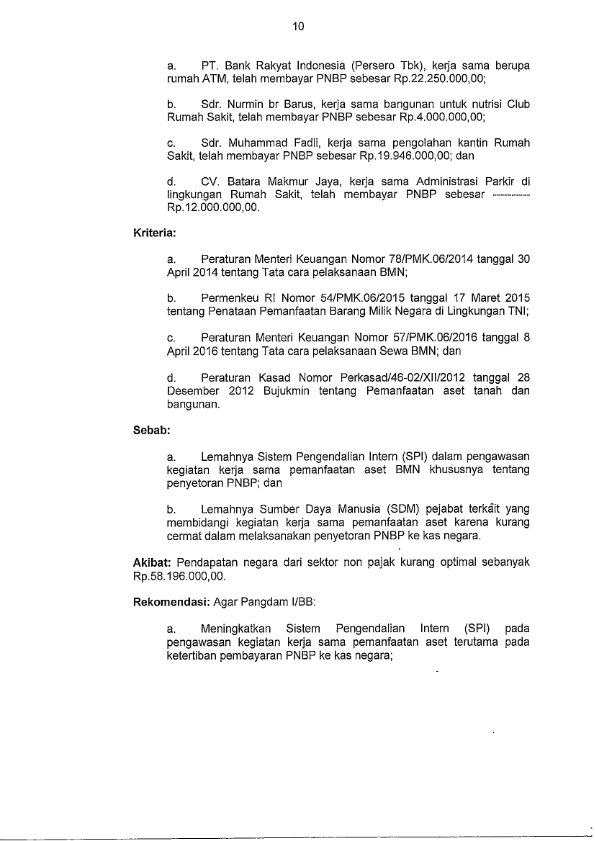 10
a. PT. Bank Rakyat Indonesia (Persero Tbk), kerja sama berupa
rumah ATM, telah membayar PNBP sebesar Rp.22.250.000,00;
b. Sdr. Nurmin br Barus, kerja sama bangunan untuk nutrisi Club
Rumah Sakit, telah membayar PNBP sebesar Rp.4.000.000,00;
c. Sdr. Muhammad Fadli, kerja sama pengolahan kantin Rumah
Sakit, telah membayar PNBP sebesar Rp.19.946.000,00; dan
d. CV. Batara Makmur Jaya, kerja sama Administrasi Parkir di
lingkungan Rumah Sakit, telah membayar PNBP sebesar ----------
Rp.12.000.000,00.
Kriteria:
a. Peraturan Menteri Keuangan Nomor 78/PMK.06/2014 tanggal 30
April 2014 tentang Tata cara pelaksanaan BMN;
b. Permenkeu RI Nomor 54/PMK.06/2015 tanggal 17 Maret 2015
tentang Penataan Pemanfaatan Barang Milik Negara di Lingkungan TNI;
c. Peraturan Menteri Keuangan Nomor 57/PMK.06/2016 tanggal 8
April 2016 tentang Tata cara pelaksanaan Sewa BMN; dan
d. Peraturan Kasad Nomor Perkasad/46-02/XII/2012 tanggal 28
Desember 2012 Bujukmin tentang Pemanfaatan aset tanah dan
bangunan.
Sebab:
a. Lemahnya Sistem Pengendalian Intern (SPI) dalam pengawasan
kegiatan kerja sama pemanfaatan aset BMN khususnya tentang
penyetoran PNBP; dan
b. Lemahnya Sumber Daya Manusia (SDM) pejabat terkait yang
membidangi kegiatan kerja sama pemanfaatan aset karena kurang
cermat dalam melaksanakan penyetoran PNBP ke kas negara.
Akibat: Pendapatan negara dari sektor non pajak kurang optimal sebanyak
Rp.58.196.000,00.
Rekomendasi: Agar Pangdam I/BB:
a. Meningkatkan Sistem Pengendalian Intern (SPI) pada
pengawasan kegiatan kerja sama pemanfaatan aset terutama pada
ketertiban pembayaran PNBP ke kas negara;